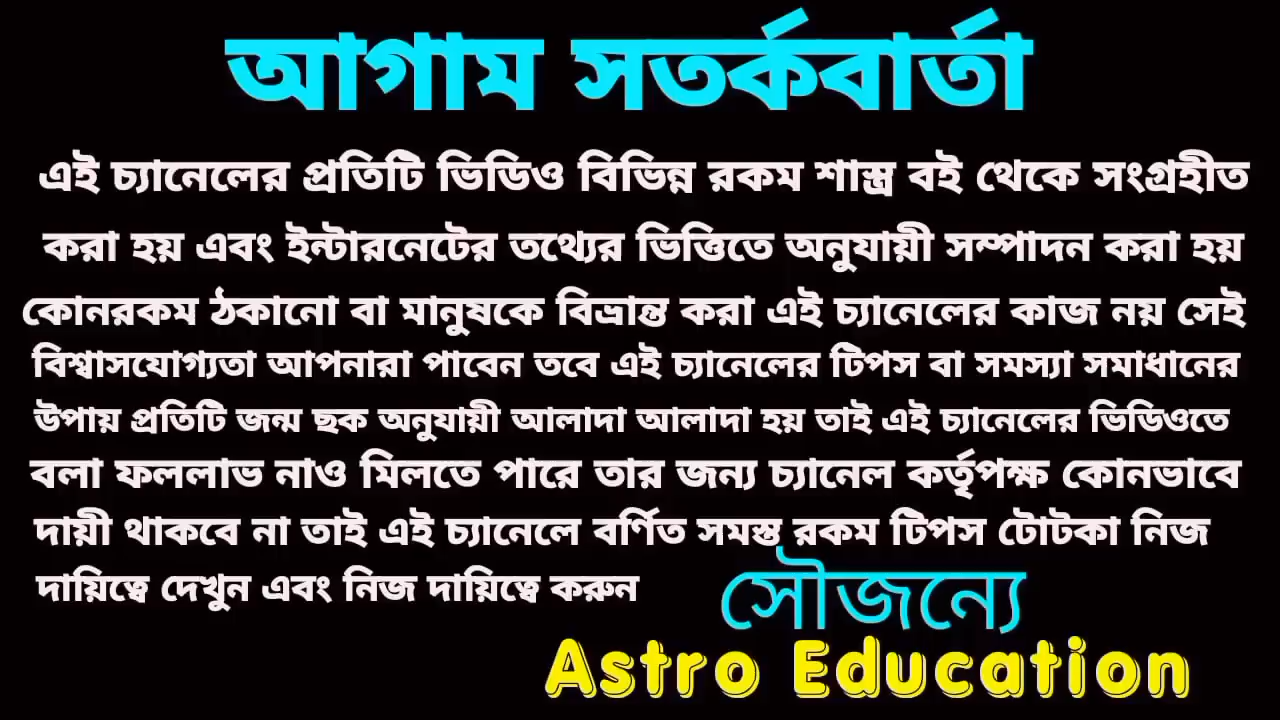 আগাম সতর্কবার্তা
এই চ্যানেলের প্রতিটি ভিডিও বিভিন্ন রকম শাস্ত্র বই থেকে সংগ্রহীত
করা হয় এবং ইন্টারনেটের তথ্যের ভিত্তিতে অনুযায়ী সম্পাদন করা হয়
কোনরকম ঠকানো বা মানুষকে বিভ্রান্ত করা এই চ্যানেলের কাজ নয় সেই
বিশ্বাসযোগ্যতা আপনারা পাবেন তবে এই চ্যানেলের টিপস বা সমস্যা সমাধানের
উপায় প্রতিটি জন্ম ছক অনুযায়ী আলাদা আলাদা হয় তাই এই চ্যানেলের ভিডিওতে
বলা ফললাভ নাও মিলতে পারে তার জন্য চ্যানেল কর্তৃপক্ষ কোনভাবে
দায়ী থাকবে না তাই এই চ্যানেলে বর্ণিত সমস্ত রকম টিপস টোটকা নিজ
দায়িত্বে দেখুন এবং নিজ দায়িত্বে করুন
সৌজন্যে
Astro Education